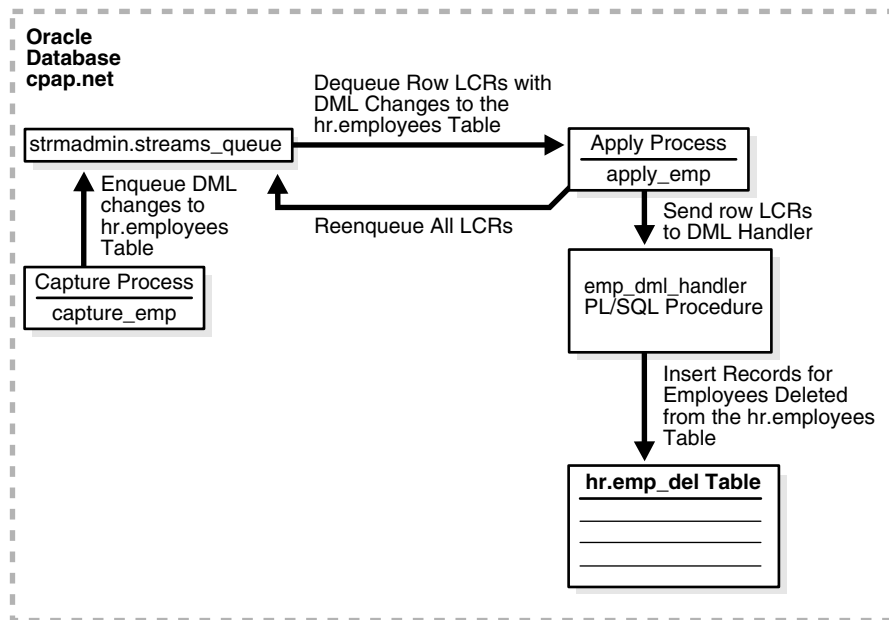 Oracle
Database
cpap.net
Dequeue Row LCRs with
DML Changes to the
hr.employees Table
strmadmin.streams_queue
Apply Process
apply_emp
Enqueue DML
changes to
hr.employees
Table
Reenqueue All LCRs
Send row LCRs
to DML Handler
Capture Process
capture_emp
emp_dml_handler
PL/SQL Procedure
Insert Records for
Employees Deleted
from the hr.employees
Table
hr.emp_del Table